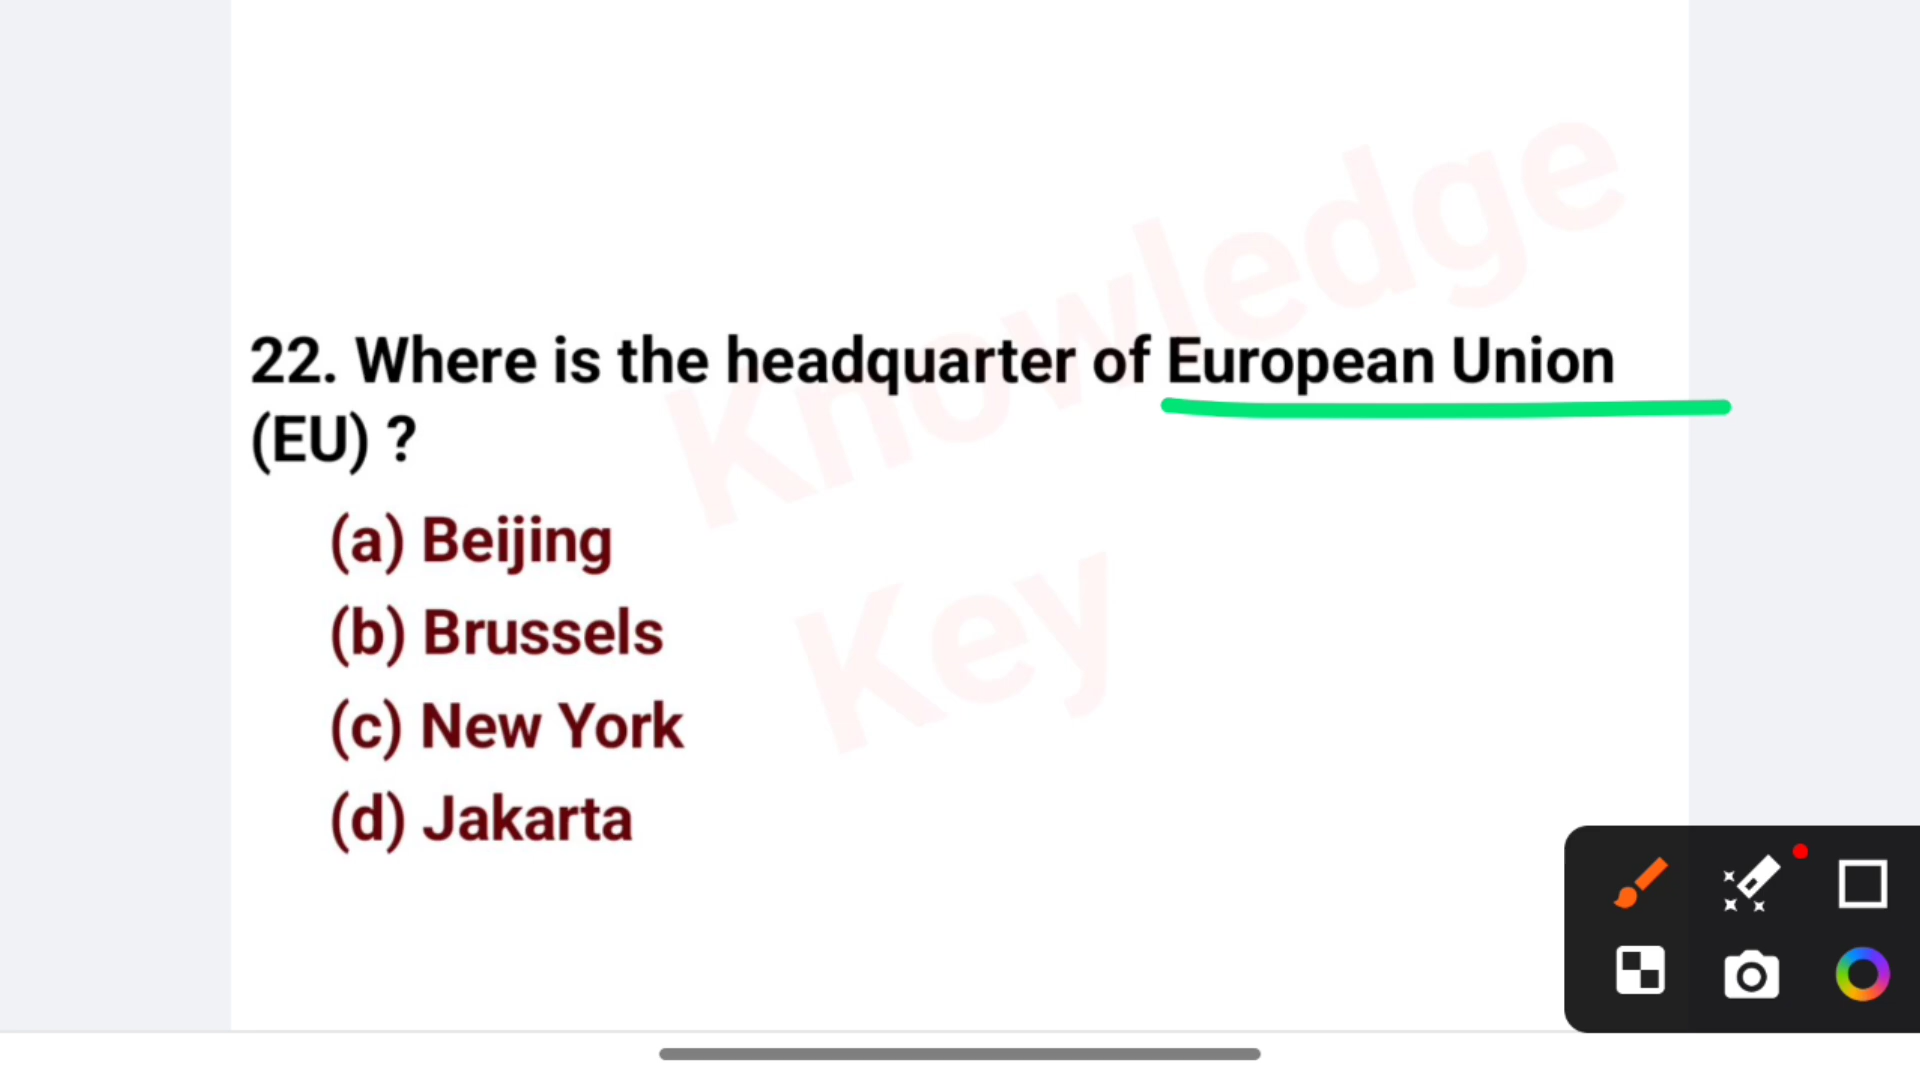 22. Where is the headquarter of European Union
(EU) ?
(a) Beijing
(b) Brussels
(c) New York
(d) Jakarta
Knowledge
Key